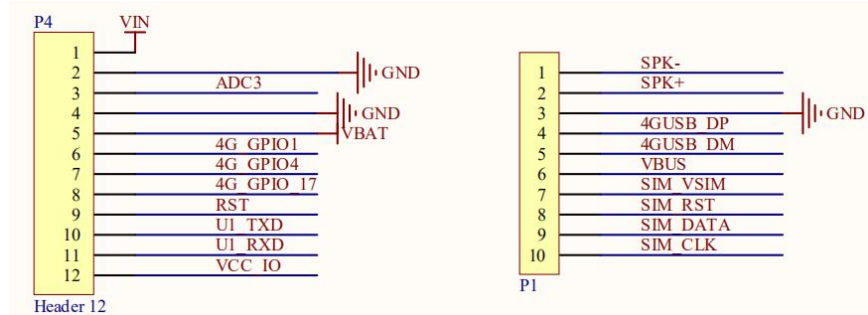 P4
VIN
1
2 GND
3 ADC3
4 GND
5 VBAT
6 4G_GPIO1
7 4G_GPIO4
8 4G_GPIO_17
9 RST
10 U1_TXD
11 U1_RXD
12 VCC_IO
Header 12
1 SPK-
2 SPK+
3 GND
4 4GUSB_DP
5 4GUSB_DM
6 VBUS
7 SIM_VSIM
8 SIM_RST
9 SIM_DATA
10 SIM_CLK
P1